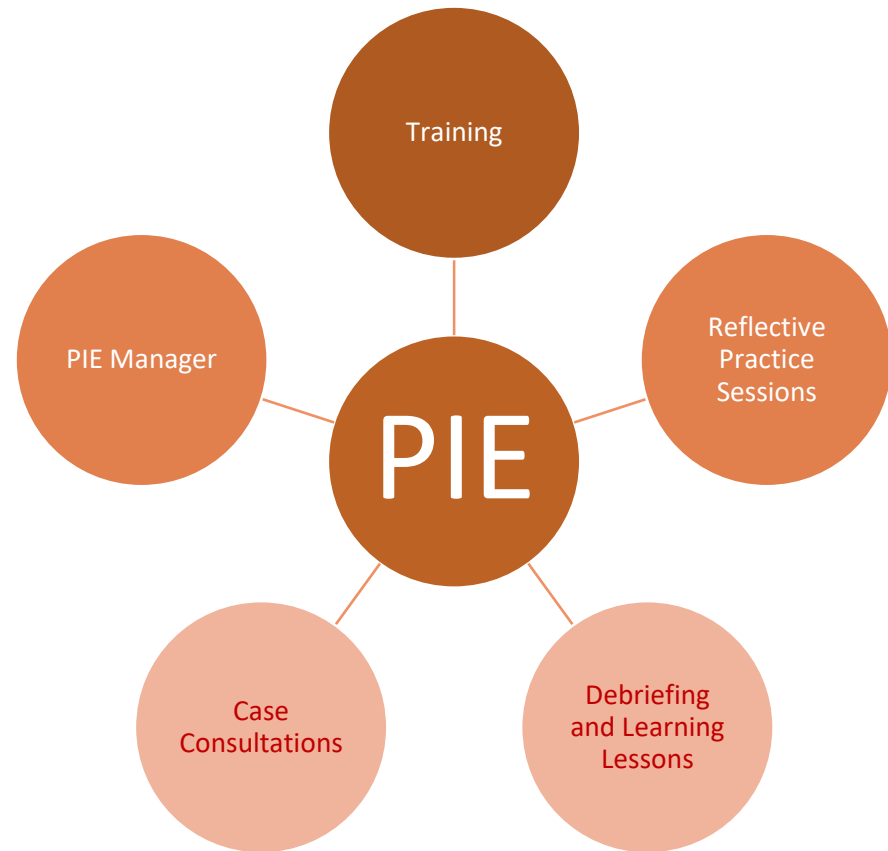 Training
PIE Manager
Reflective
Practice
Sessions
PIE
Case
Consultations
Debriefing
and Learning
Lessons